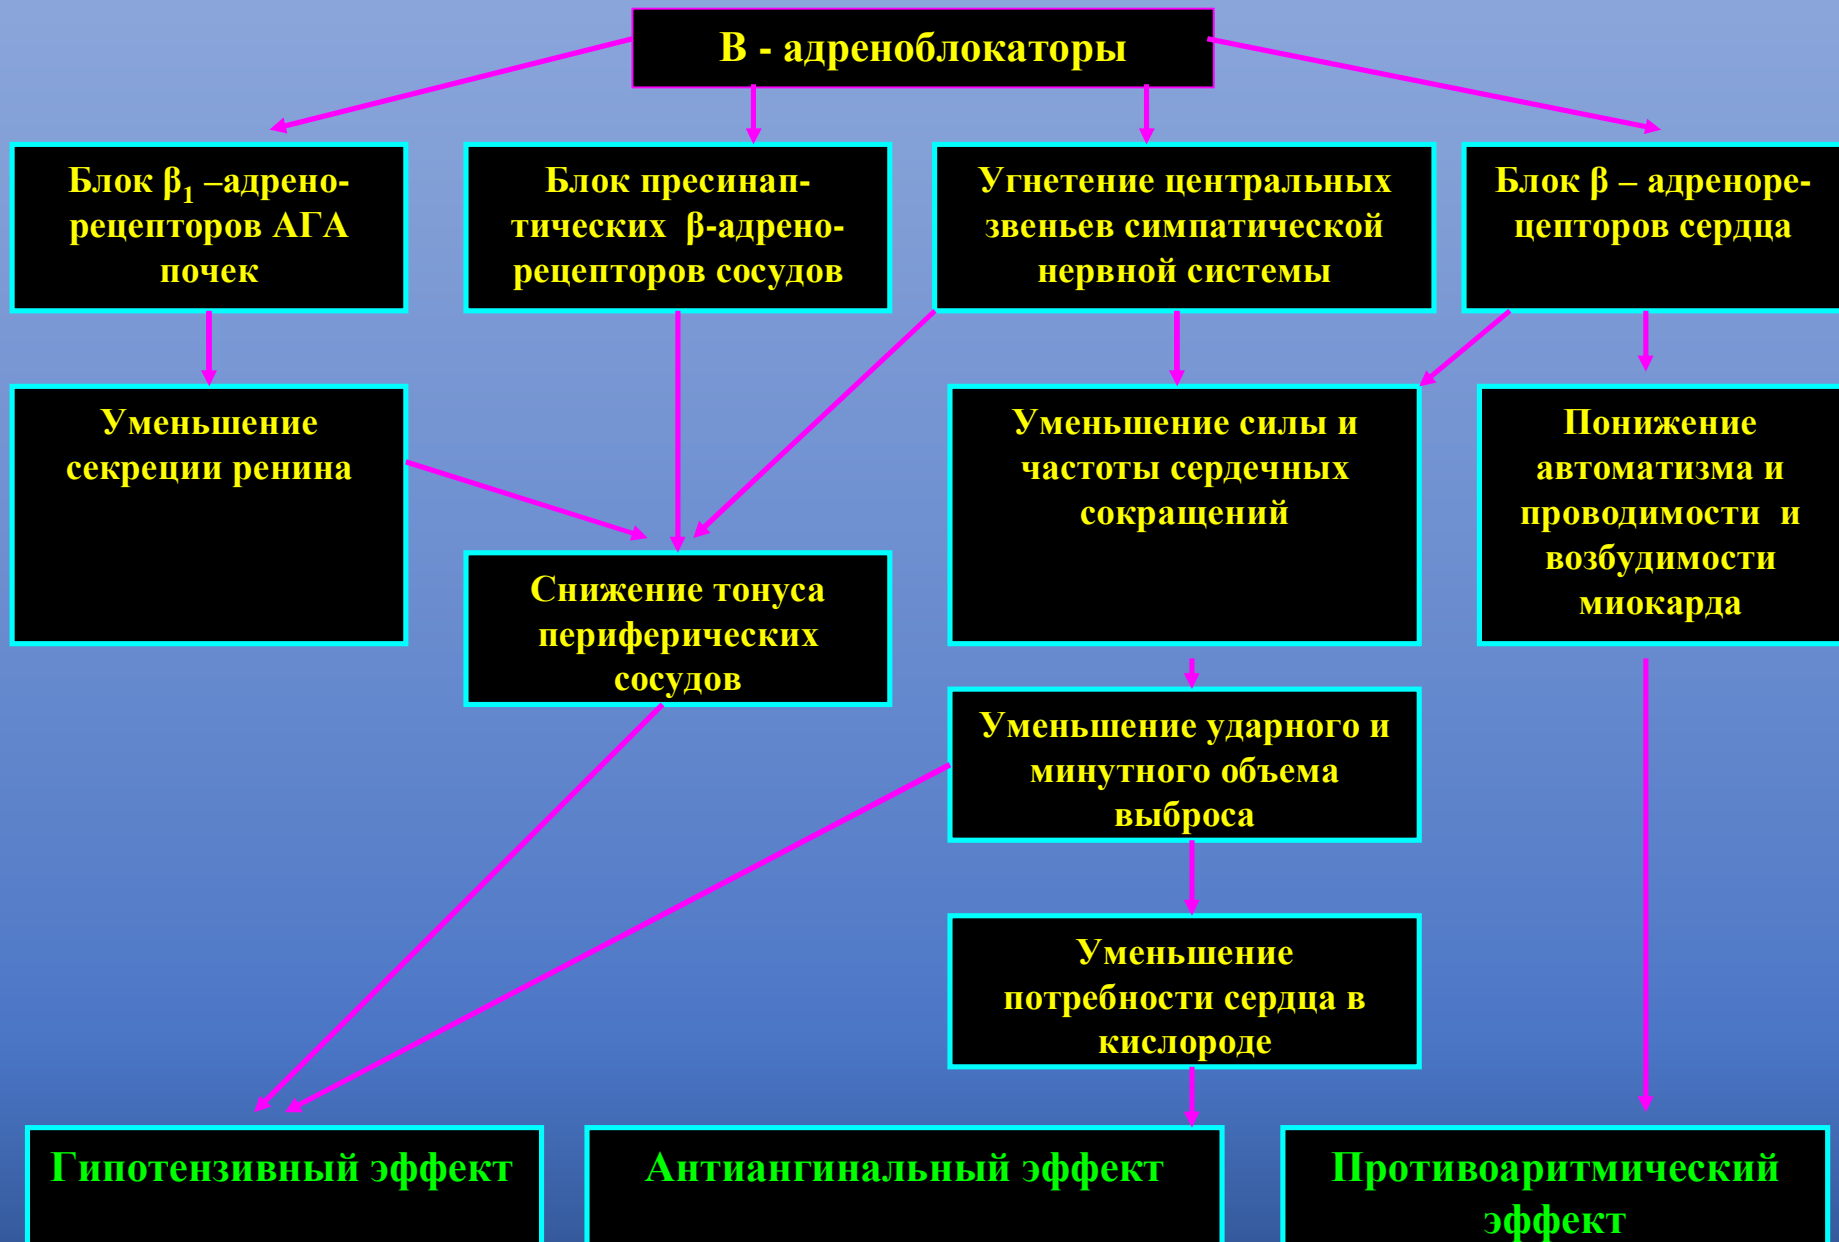 В - адреноблокаторы
Блок β₁ –адрено-
рецепторов АГА
почек
Блок пресинап-
тических β-адрено-
рецепторов сосудов
Угнетение центральных
звеньев симпатической
нервной системы
Блок β – адреноре-
цепторов сердца
Уменьшение
секреции ренина
Снижение тонуса
периферических
сосудов
Уменьшение силы и
частоты сердечных
сокращений
Понижение
автоматизма и
проводимости и
возбудимости
миокарда
Уменьшение ударного и
минутного объема
выброса
Уменьшение
потребности сердца в
кислороде
Гипотензивный эффект
Антиангинальный эффект
Противоаритмический
эффект